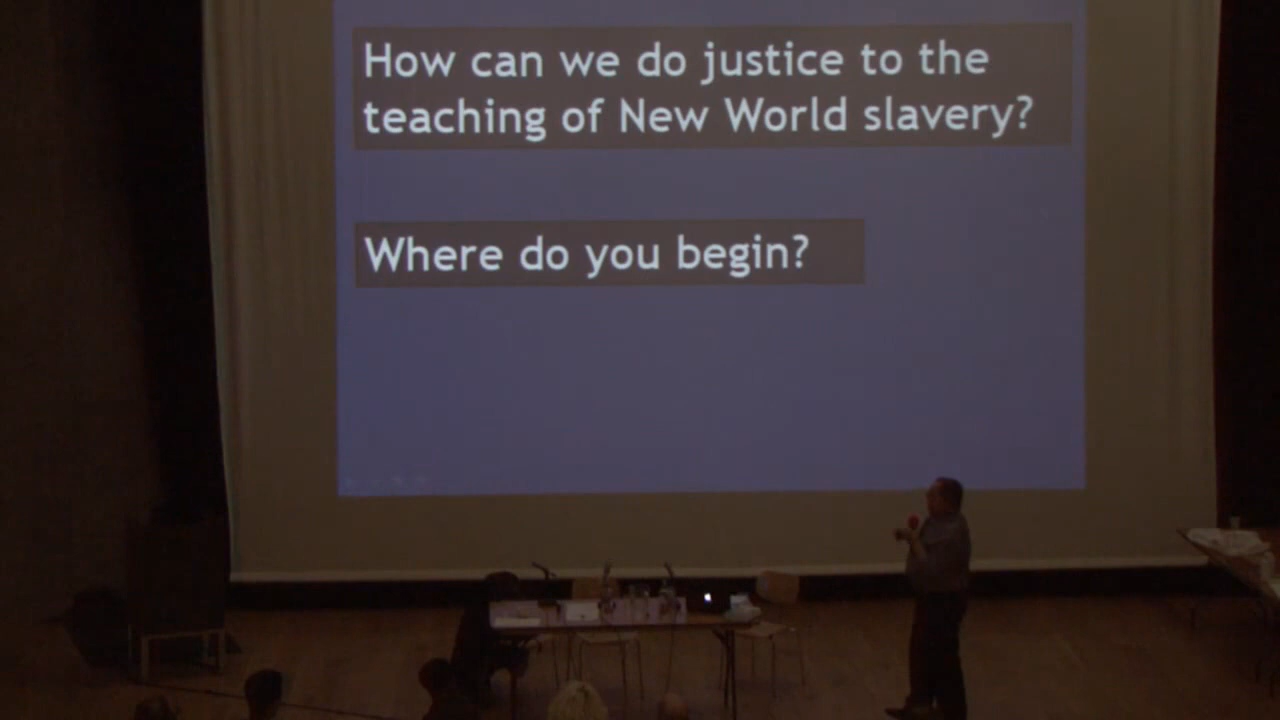 How can we do justice to the
teaching of New World slavery?
Where do you begin?